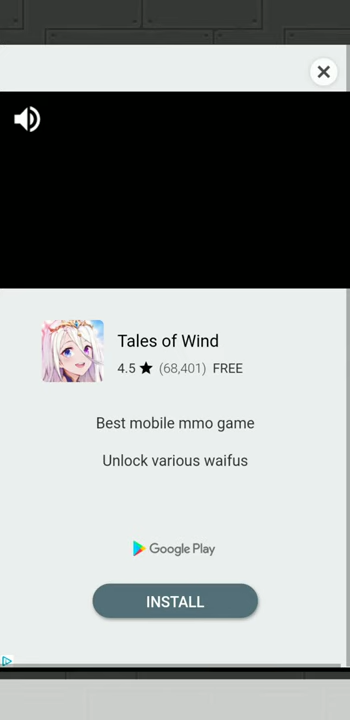 Tales of Wind
4.5 ★ (68,401) FREE
Best mobile mmo game
Unlock various waifus
Google Play
INSTALL